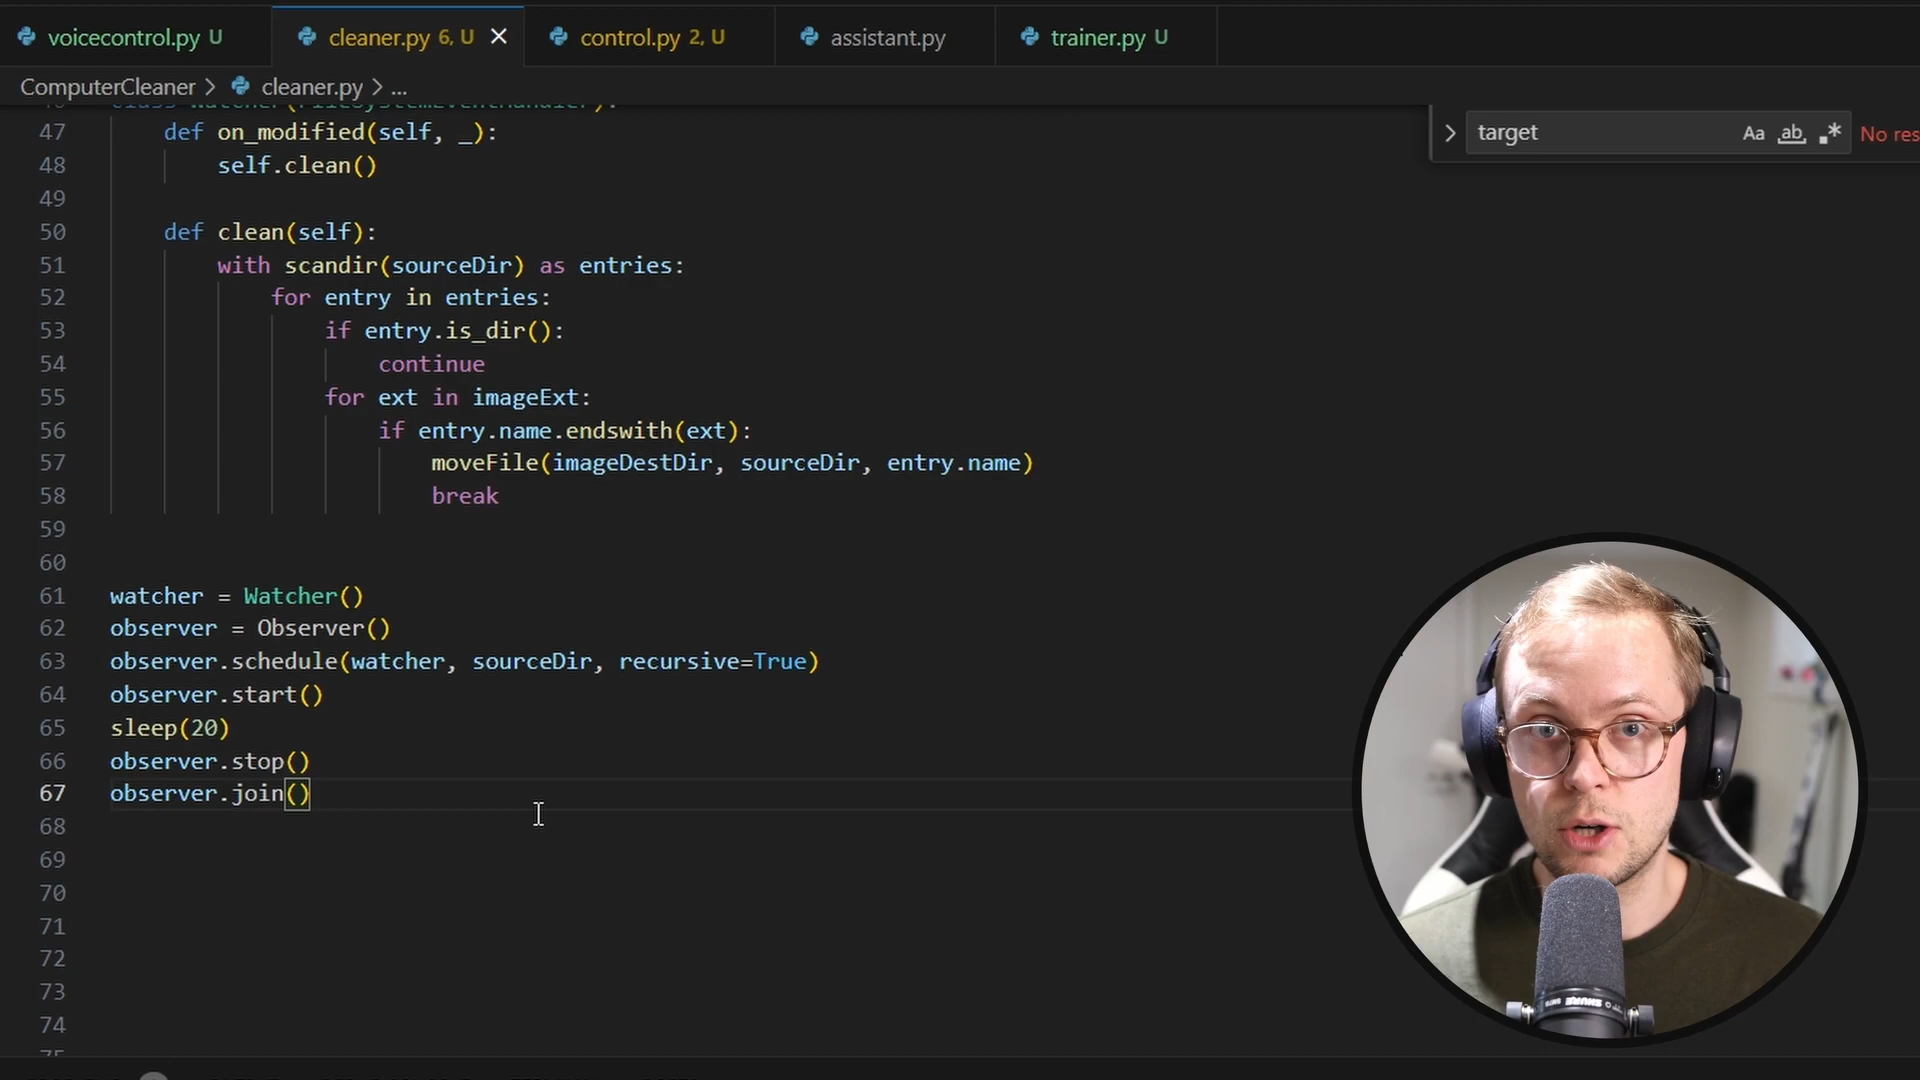 voicecontrol.py U
cleaner.py 6, U
control.py 2, U
assistant.py
trainer.py U
ComputerCleaner > cleaner.py > ...
target Aa ab, .* No res
47 def on_modified(self, _):
48 self.clean()
49
50 def clean(self):
51 with scandir(sourceDir) as entries:
52 for entry in entries:
53 if entry.is_dir():
54 continue
55 for ext in imageExt:
56 if entry.name.endswith(ext):
57 moveFile(imageDestDir, sourceDir, entry.name)
58 break
59
60
61 watcher = Watcher()
62 observer = Observer()
63 observer.schedule(watcher, sourceDir, recursive=True)
64 observer.start()
65 sleep(20)
66 observer.stop()
67 observer.join()
68
69
70
71
72
73
74
SHURE